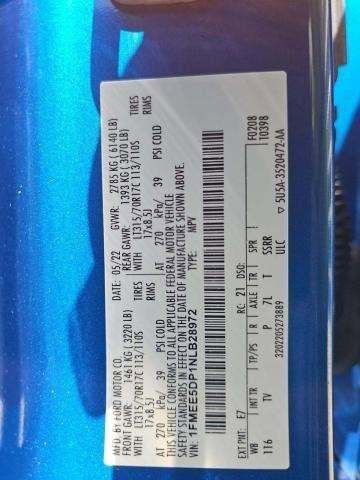 MFD. BY FORD MOTOR CO.
DATE: 05/22 GVWR: 2785 KG ( 6140 LB)
FRONT GAWR: 1461 KG ( 3220 LB) REAR GAWR: 1393 KG ( 3070 LB)
WITH LT315/70R17C 113/110S TIRES WITH LT315/70R17C 113/110S TIRES
17x8.5J RIMS 17x8.5J RIMS
AT 270 kPa/ 39 PSI COLD AT 270 kPa/ 39 PSI COLD
THIS VEHICLE CONFORMS TO ALL APPLICABLE FEDERAL MOTOR VEHICLE SAFETY STANDARDS
IN EFFECT ON THE DATE OF MANUFACTURE SHOWN ABOVE.
VIN: 1FMEE5DP1NLB28972 TYPE: MPV
F0208
EXT PNT: E7 RC: 21 DSO: T0398
WB INT TR TP/PS R AXLE TR SPR
116 TV P 7L T SSRR
3202205273889 ULC 5U5A-3520472-AA